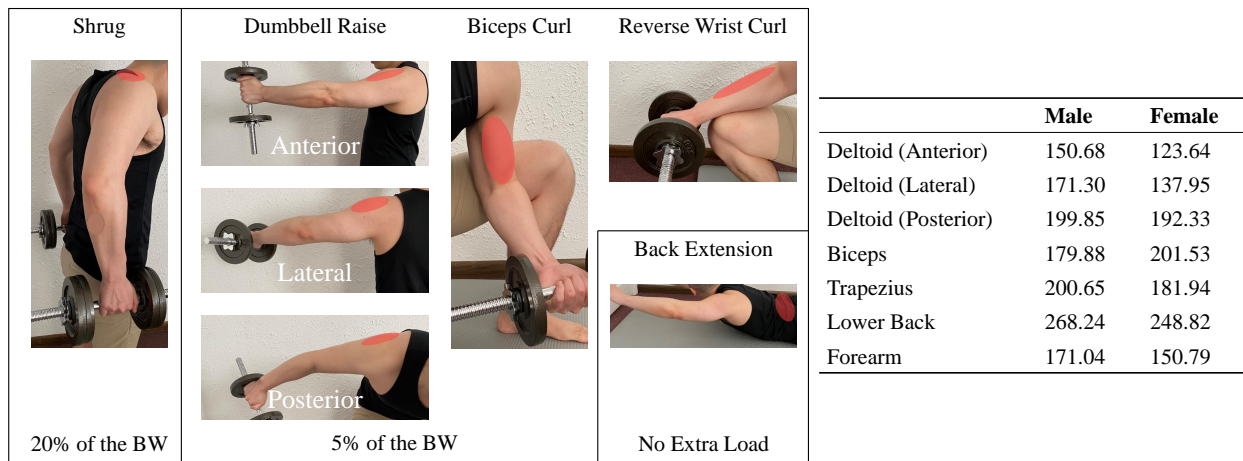 Shrug
Dumbbell Raise
Biceps Curl
Reverse Wrist Curl
Anterior
Lateral
Posterior
Back Extension
20% of the BW
5% of the BW
No Extra Load
Male Female
Deltoid (Anterior) 150.68 123.64
Deltoid (Lateral) 171.30 137.95
Deltoid (Posterior) 199.85 192.33
Biceps 179.88 201.53
Trapezius 200.65 181.94
Lower Back 268.24 248.82
Forearm 171.04 150.79